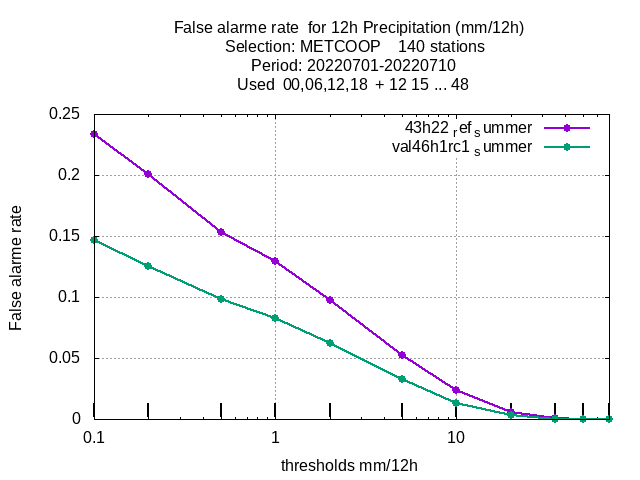 False alarme rate  for 12h Precipitation (mm/12h)
Selection: METCOOP    140 stations
Period: 20220701-20220710
Used  00,06,12,18  + 12 15 ... 48
43h22 ref summer
val46h1rc1 summer
0.25
0.2
0.15
0.1
0.05
0
False alarme rate
0.1 1 10
thresholds mm/12h